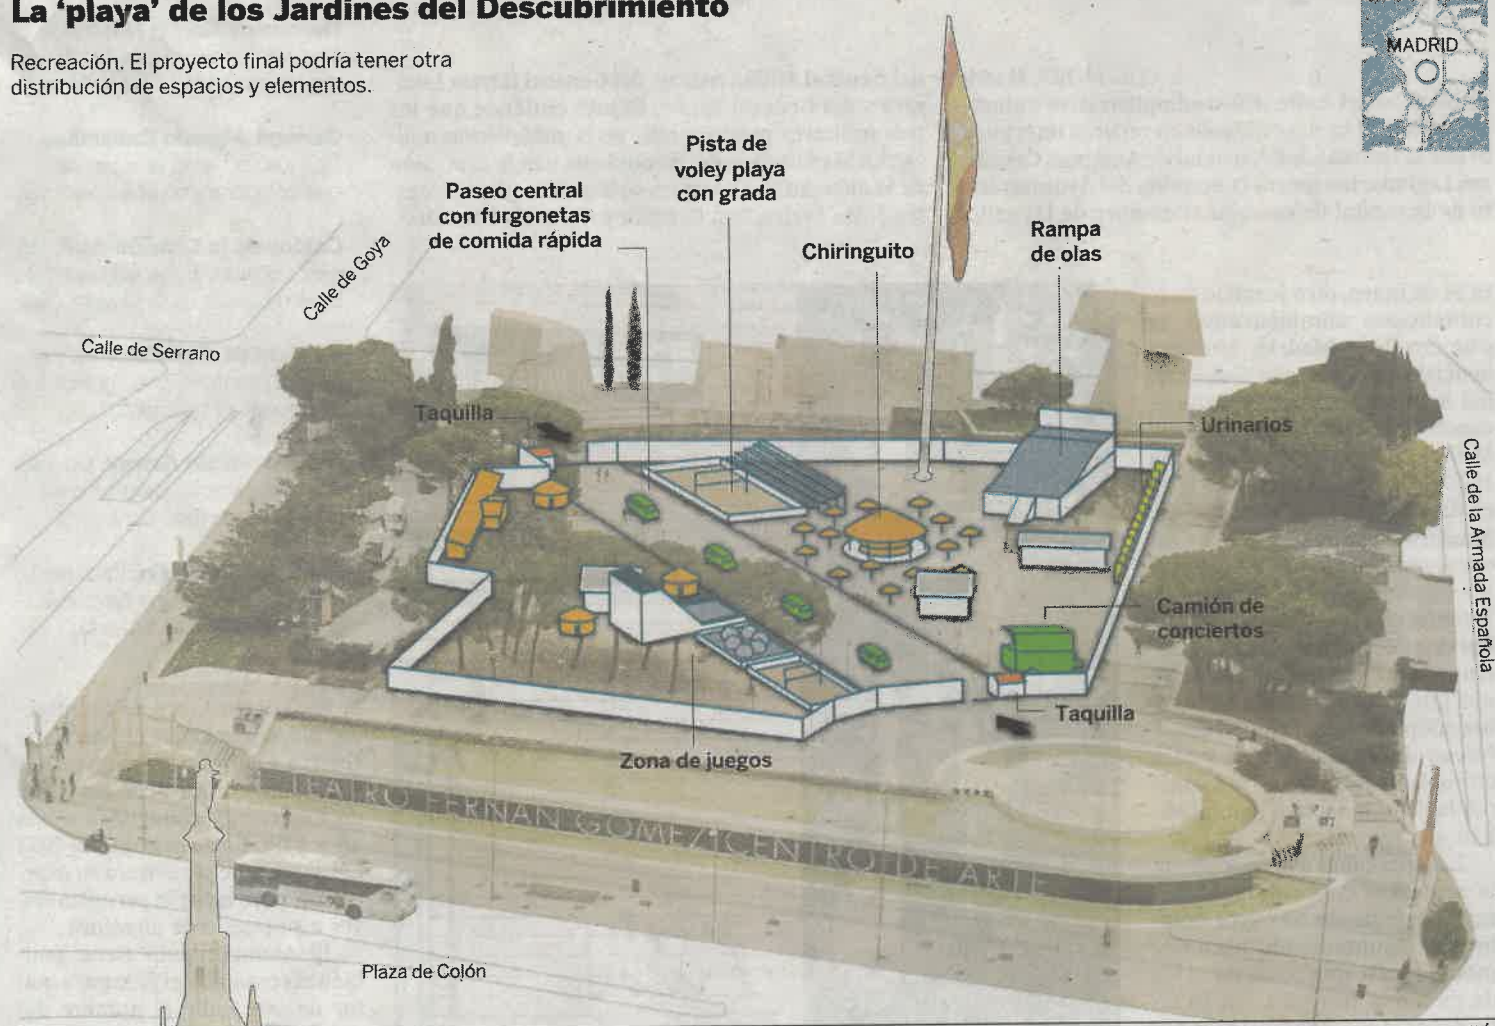 La ‘playa’ de los Jardines del Descubrimiento
Recreación. El proyecto final podría tener otra
distribución de espacios y elementos.
MADRID
Pista de
voley playa
con grada
Paseo central
con furgonetas
de comida rápida
Chiringuito
Rampa
de olas
Calle de Goya
Calle de Serrano
Taquilla
Urinarios
Calle de la Armada Española
Camión de
conciertos
Taquilla
Zona de juegos
TEATRO FERNAN GOMEZ CENTRO DE ARTE
Plaza de Colón